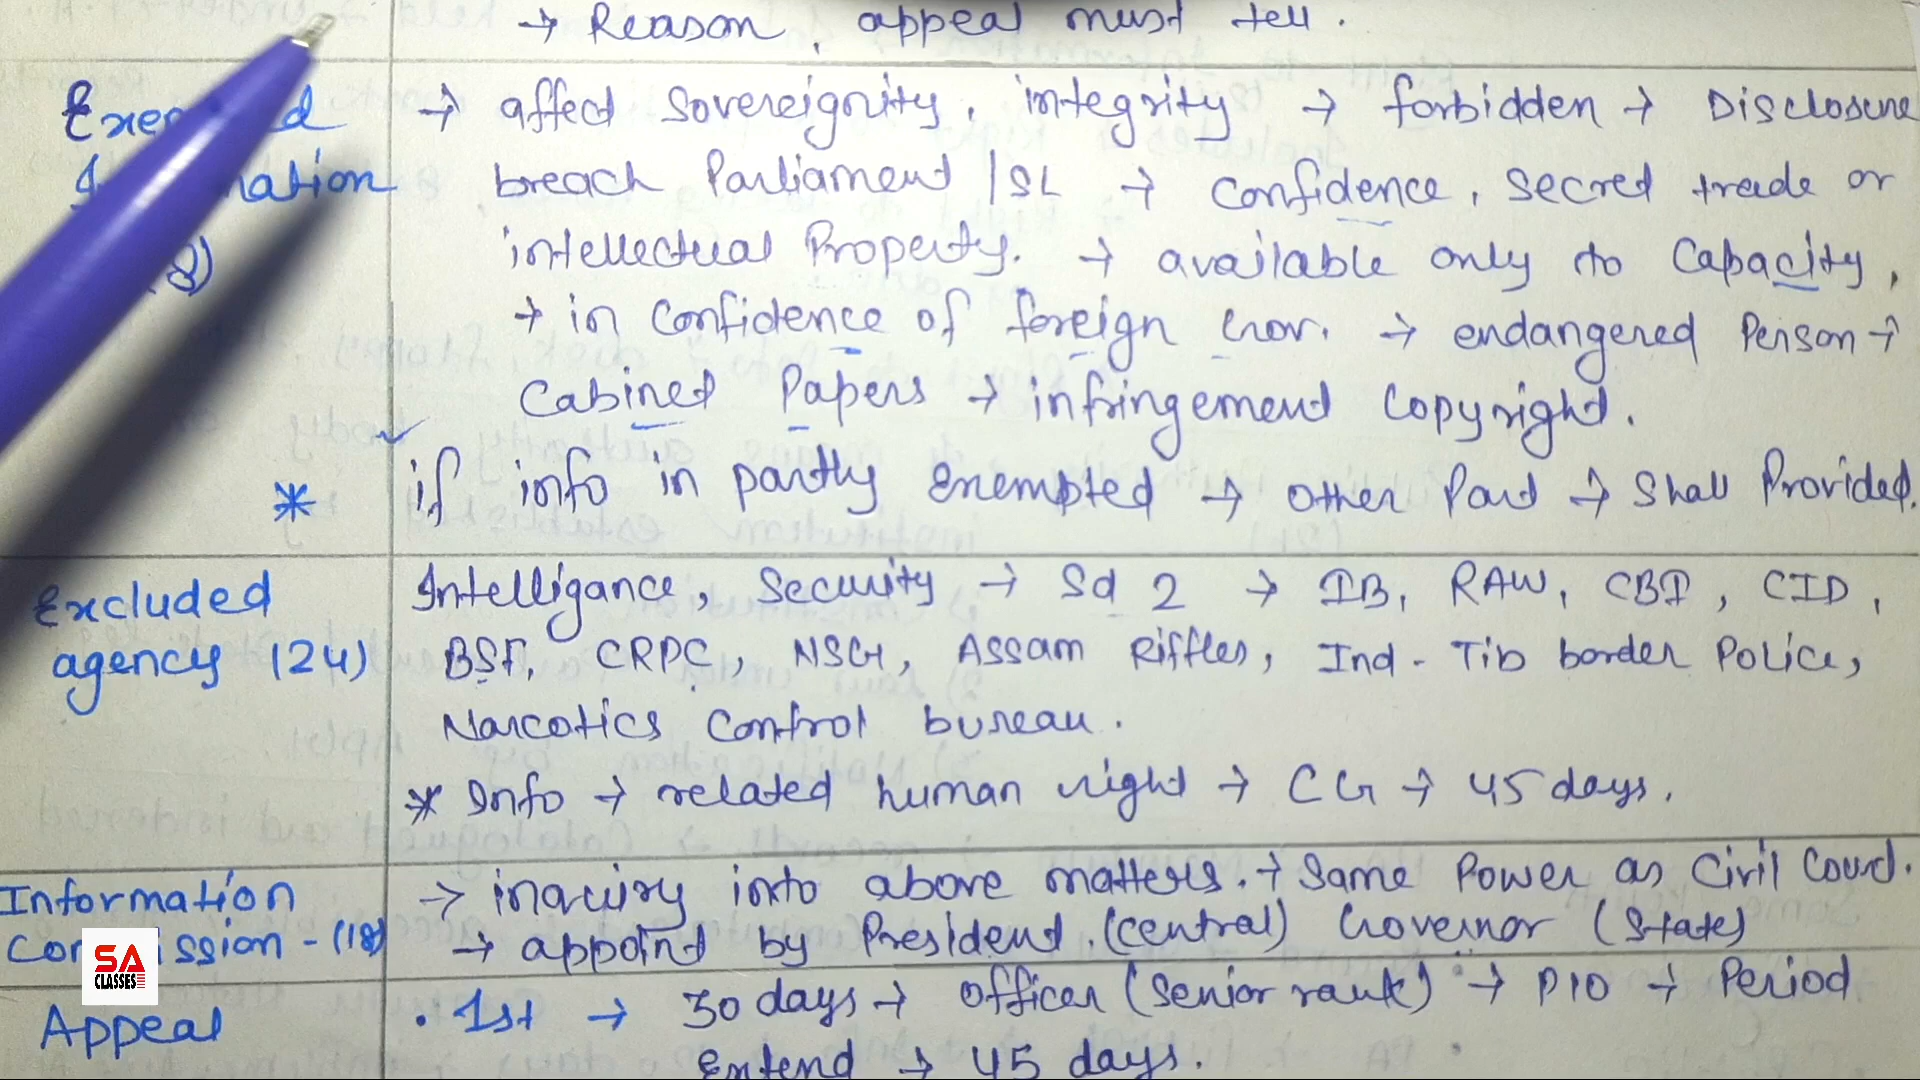 → Reason, appeal must tell.
→ affect sovereignity, integrity → forbidden → Disclosure
breach Parliament / SL → confidence, secret trade or
mation
intellectual Property. → available only to Capacity,
(8)
→ in confidence of foreign Gov. → endangered Person →
Cabinet Papers → infringement copyright.
* if info in partly Exempted → other Part → Shall Provided.
Excluded Intelligance, Security → Sd 2 → IB, RAW, CBI, CID,
agency (24) BSF, CRPC, NSG, Assam Riffles, Ind - Tib border Police,
Narcotics Control bureau.
* Info → related human right → CG → 45 days.
Information → inquiry into above matters. → Same Power as Civil Court.
ission - (18) → appoint by President. (central) Governor (State)
SA
CLASSES
Appeal • 1st → 30 days → officer (senior rank) → PIO → Period
Extend → 45 days.